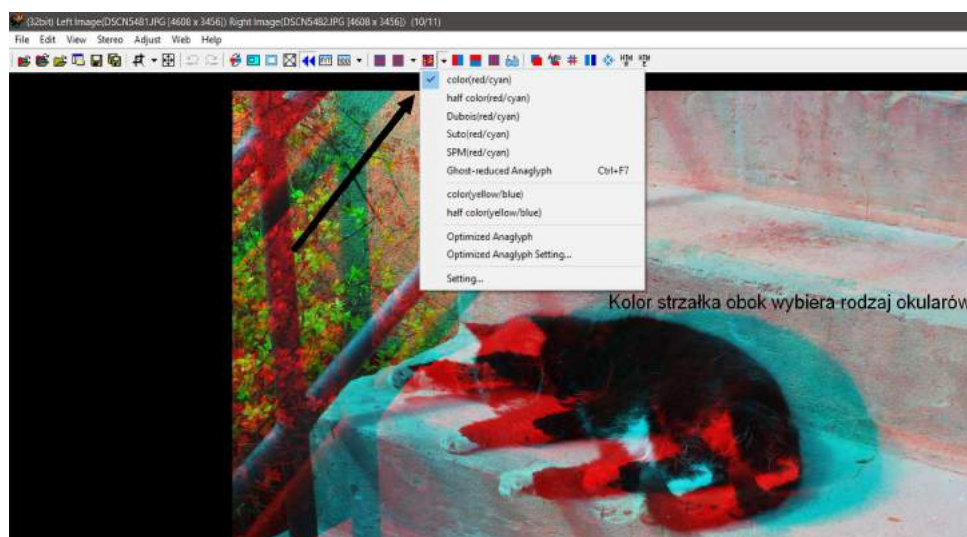 (32bit) Left Image(DSCN5481.JPG [4608 x 3456]) Right Image(DSCN5482.JPG [4608 x 3456]) (10/11)
File Edit View Stereo Adjust Web Help
color(red/cyan)
half color(red/cyan)
Dubois(red/cyan)
Suto(red/cyan)
SPM(red/cyan)
Ghost-reduced Anaglyph Ctrl+F7
color(yellow/blue)
half color(yellow/blue)
Optimized Anaglyph
Optimized Anaglyph Setting...
Setting...
Kolor strzałka obok wybiera rodzaj okularów